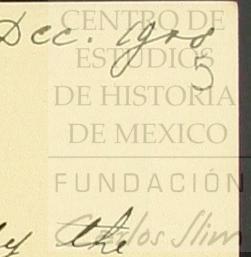 CENTRO DE
Dec. 1908
ESTUDIOS
5
DE HISTORIA
DE MEXICO
FUNDACIÓN
Carlos Slim
the